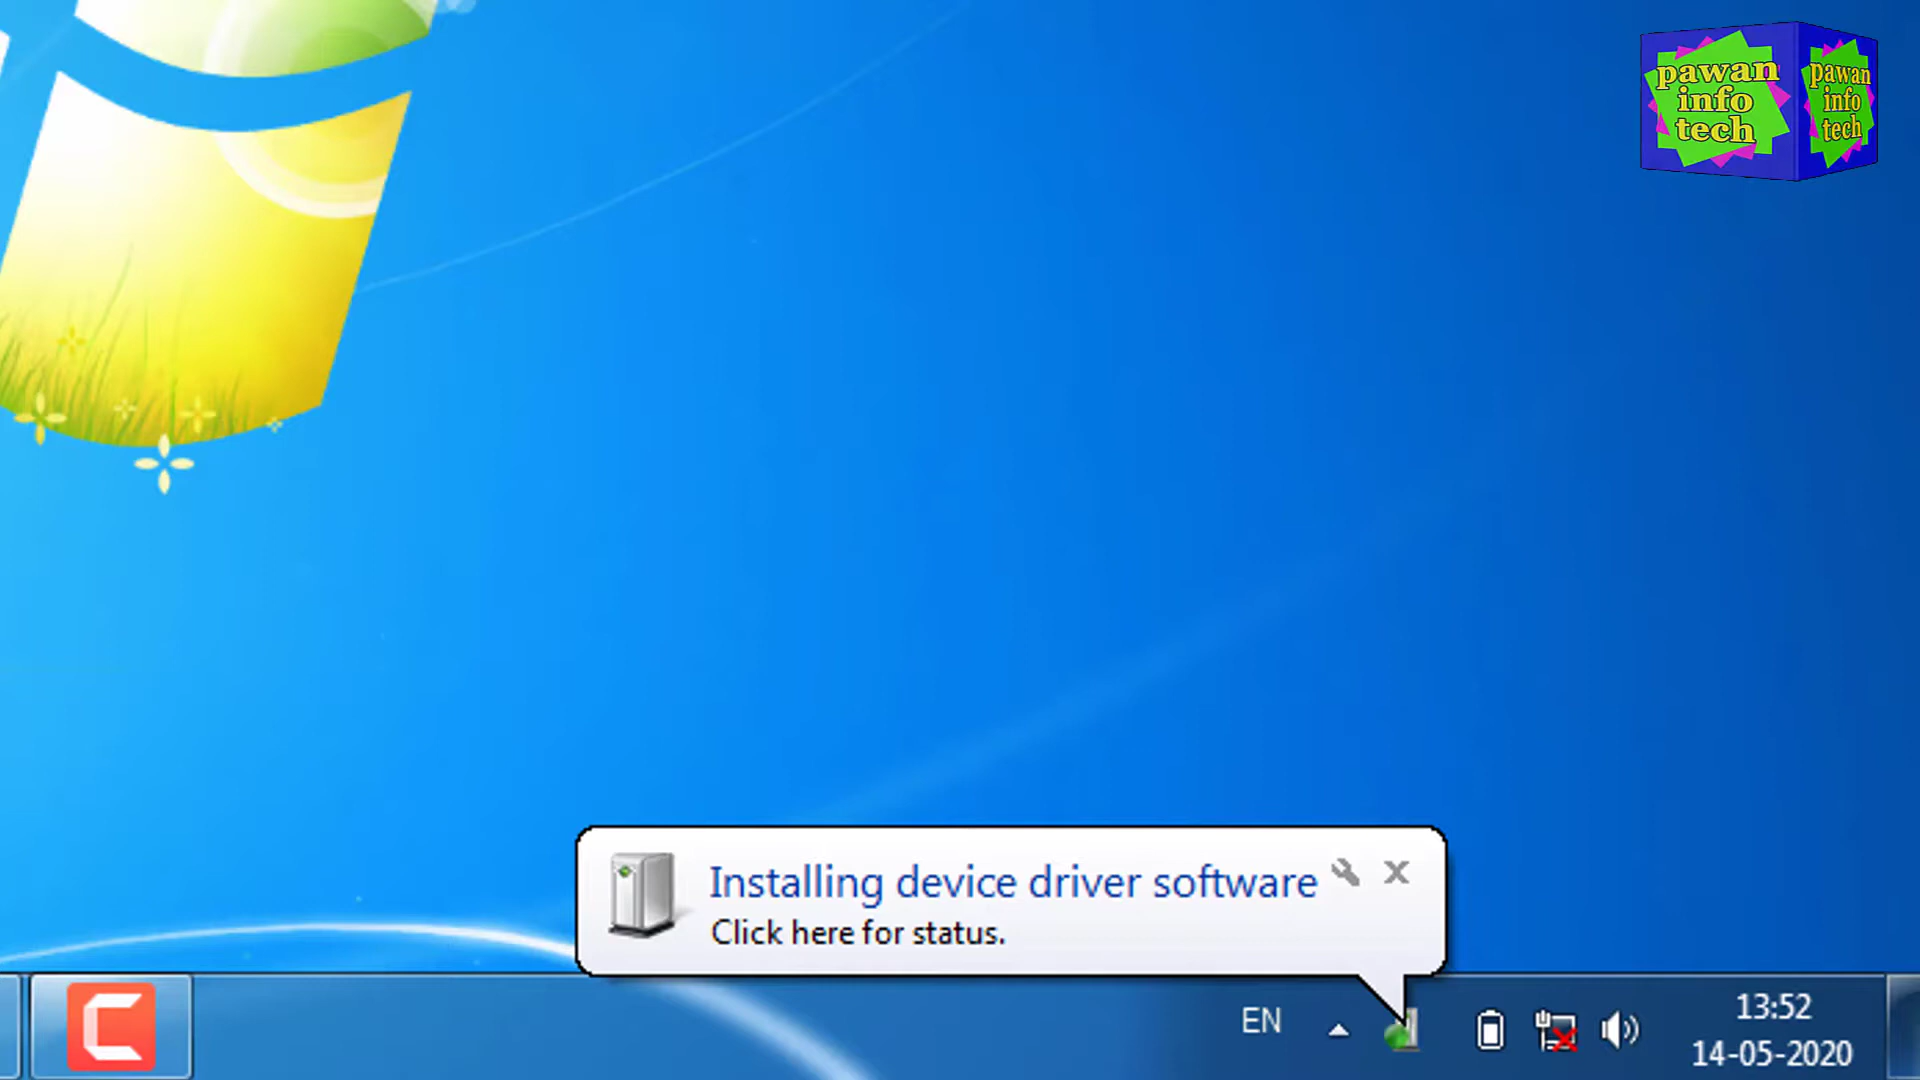 pawan
info
tech
pawan
info
tech
Installing device driver software
Click here for status.
EN
13:52
14-05-2020